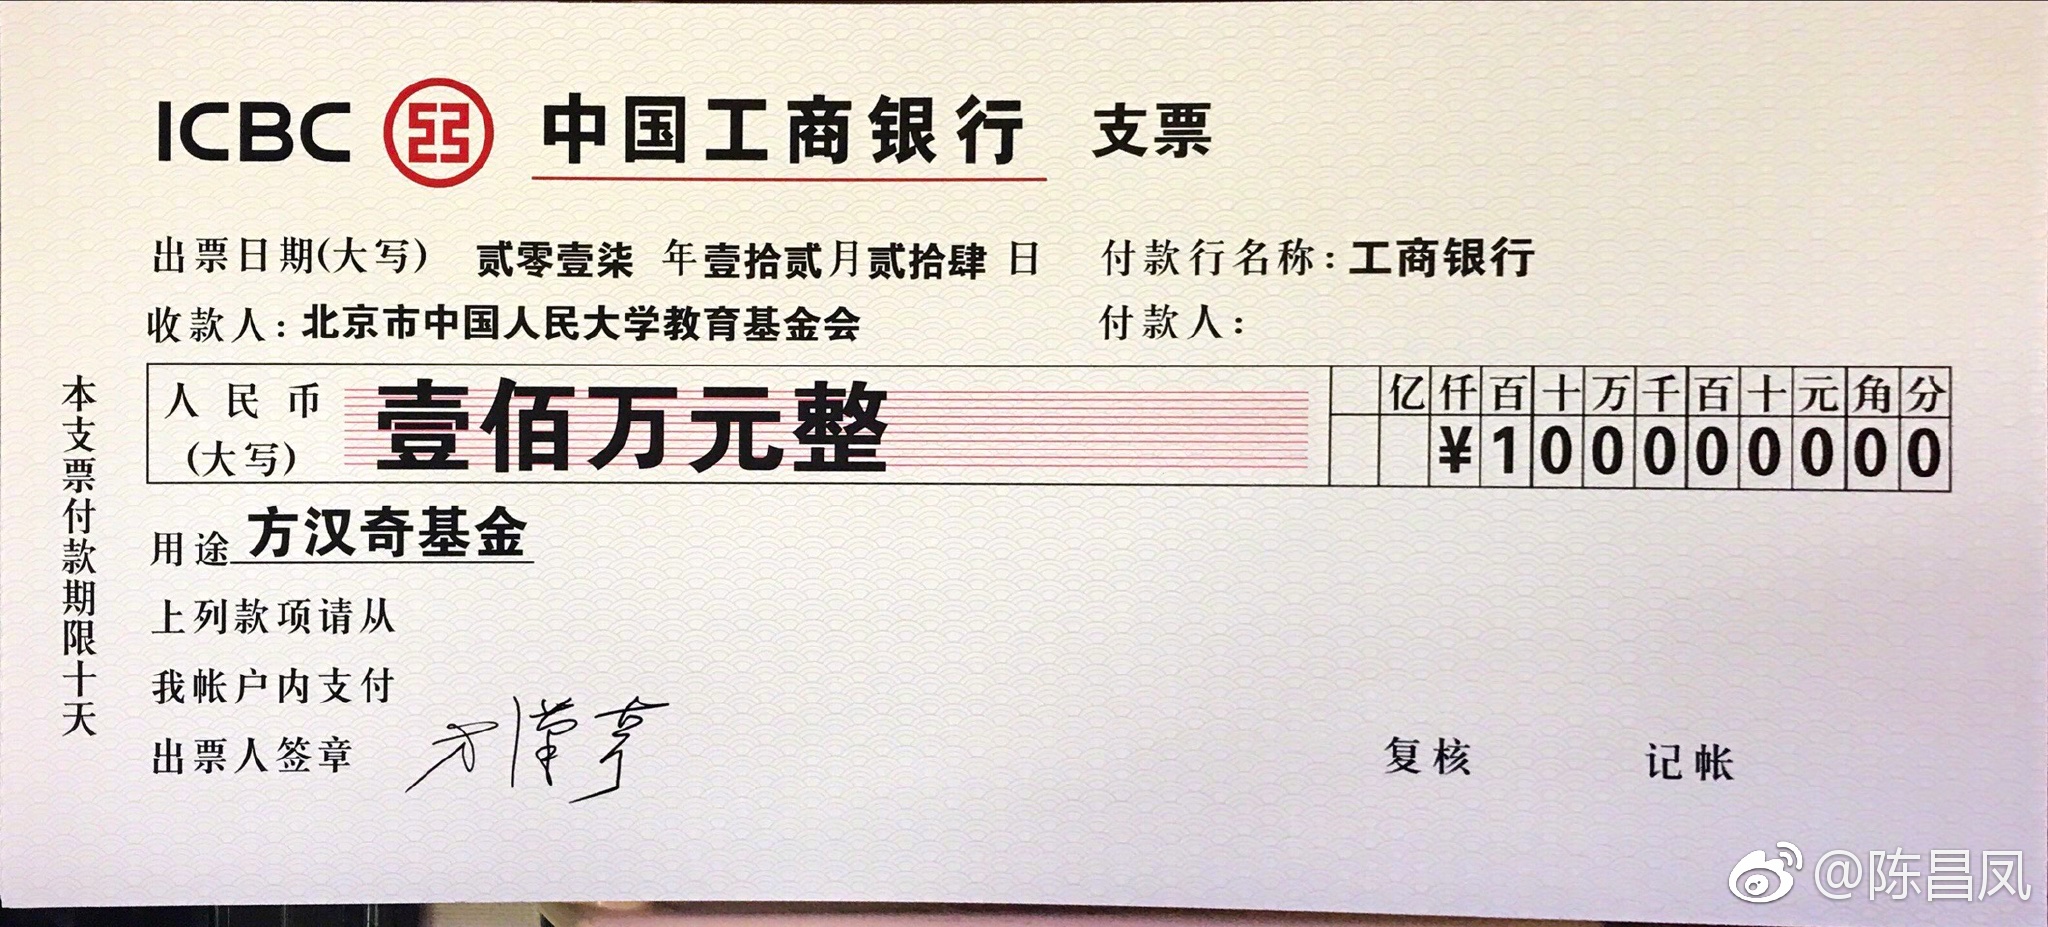 ICBC 中国工商银行 支票
出票日期(大写) 贰零壹柒 年壹拾贰月贰拾肆 日 付款行名称:工商银行
收款人:北京市中国人民大学教育基金会 付款人:
本支票付款期限十天
人民币 壹佰万元整 亿仟百十万千百十元角分
(大写) ¥100000000
用途 方汉奇基金
上列款项请从
我帐户内支付
出票人签章 方汉奇 复核 记帐
@陈昌凤